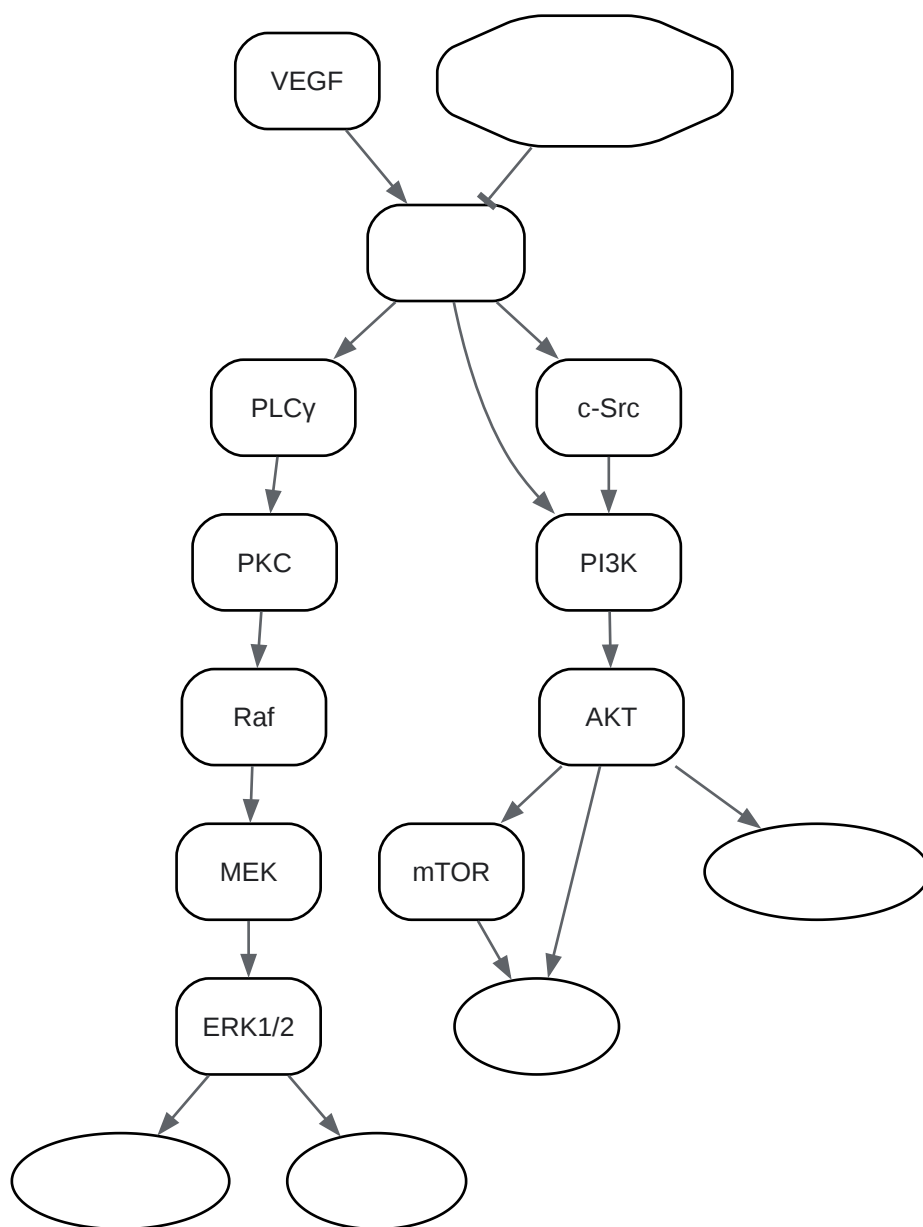 VEGF
PLCγ
c-Src
PKC
PI3K
Raf
AKT
MEK
mTOR
ERK1/2